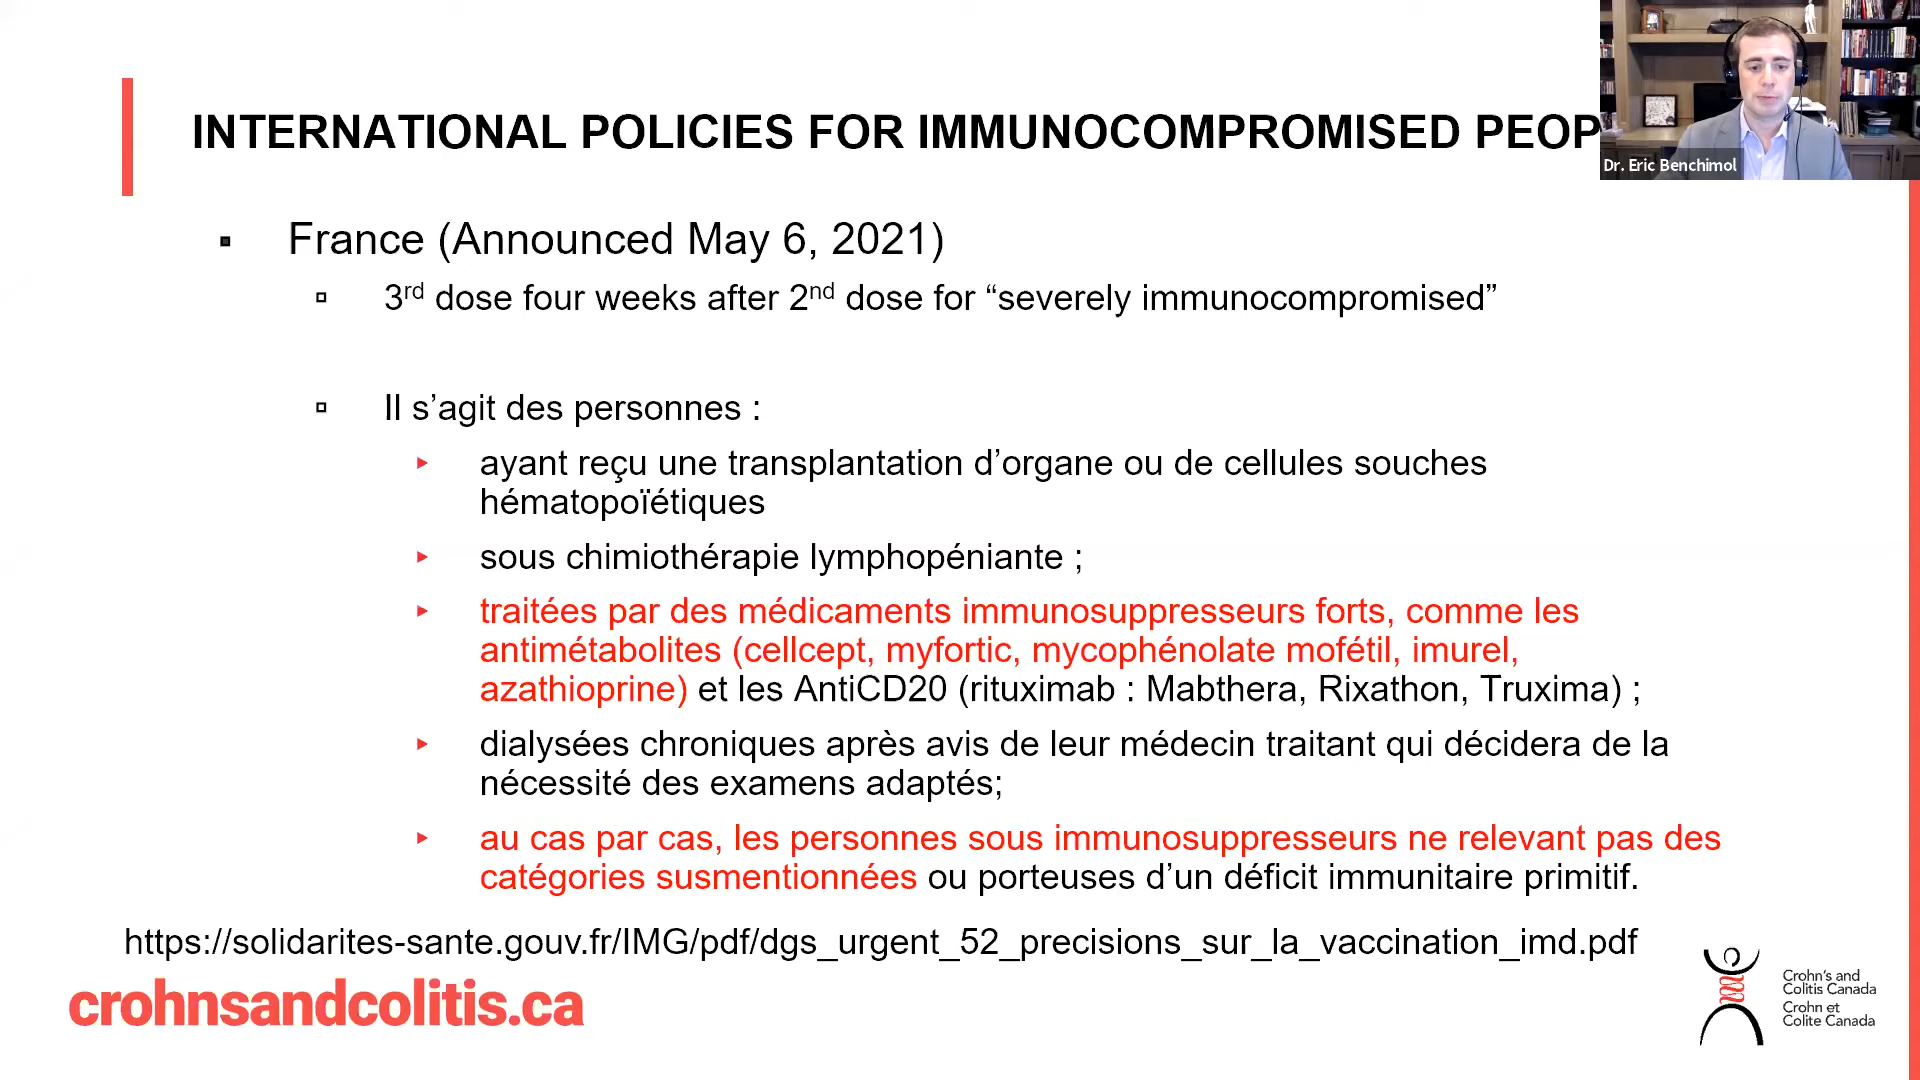 INTERNATIONAL POLICIES FOR IMMUNOCOMPROMISED PEOP
Dr. Eric Benchimol
France (Announced May 6, 2021)
3rd dose four weeks after 2nd dose for “severely immunocompromised”
Il s’agit des personnes :
ayant reçu une transplantation d’organe ou de cellules souches
hématopoïétiques
sous chimiothérapie lymphopéniante ;
traitées par des médicaments immunosuppresseurs forts, comme les
antimétabolites (cellcept, myfortic, mycophénolate mofétil, imurel,
azathioprine) et les AntiCD20 (rituximab : Mabthera, Rixathon, Truxima) ;
dialysées chroniques après avis de leur médecin traitant qui décidera de la
nécessité des examens adaptés;
au cas par cas, les personnes sous immunosuppresseurs ne relevant pas des
catégories susmentionnées ou porteuses d’un déficit immunitaire primitif.
https://solidarites-sante.gouv.fr/IMG/pdf/dgs_urgent_52_precisions_sur_la_vaccination_imd.pdf
crohnsandcolitis.ca
Crohn's and
Colitis Canada
Crohn et
Colite Canada